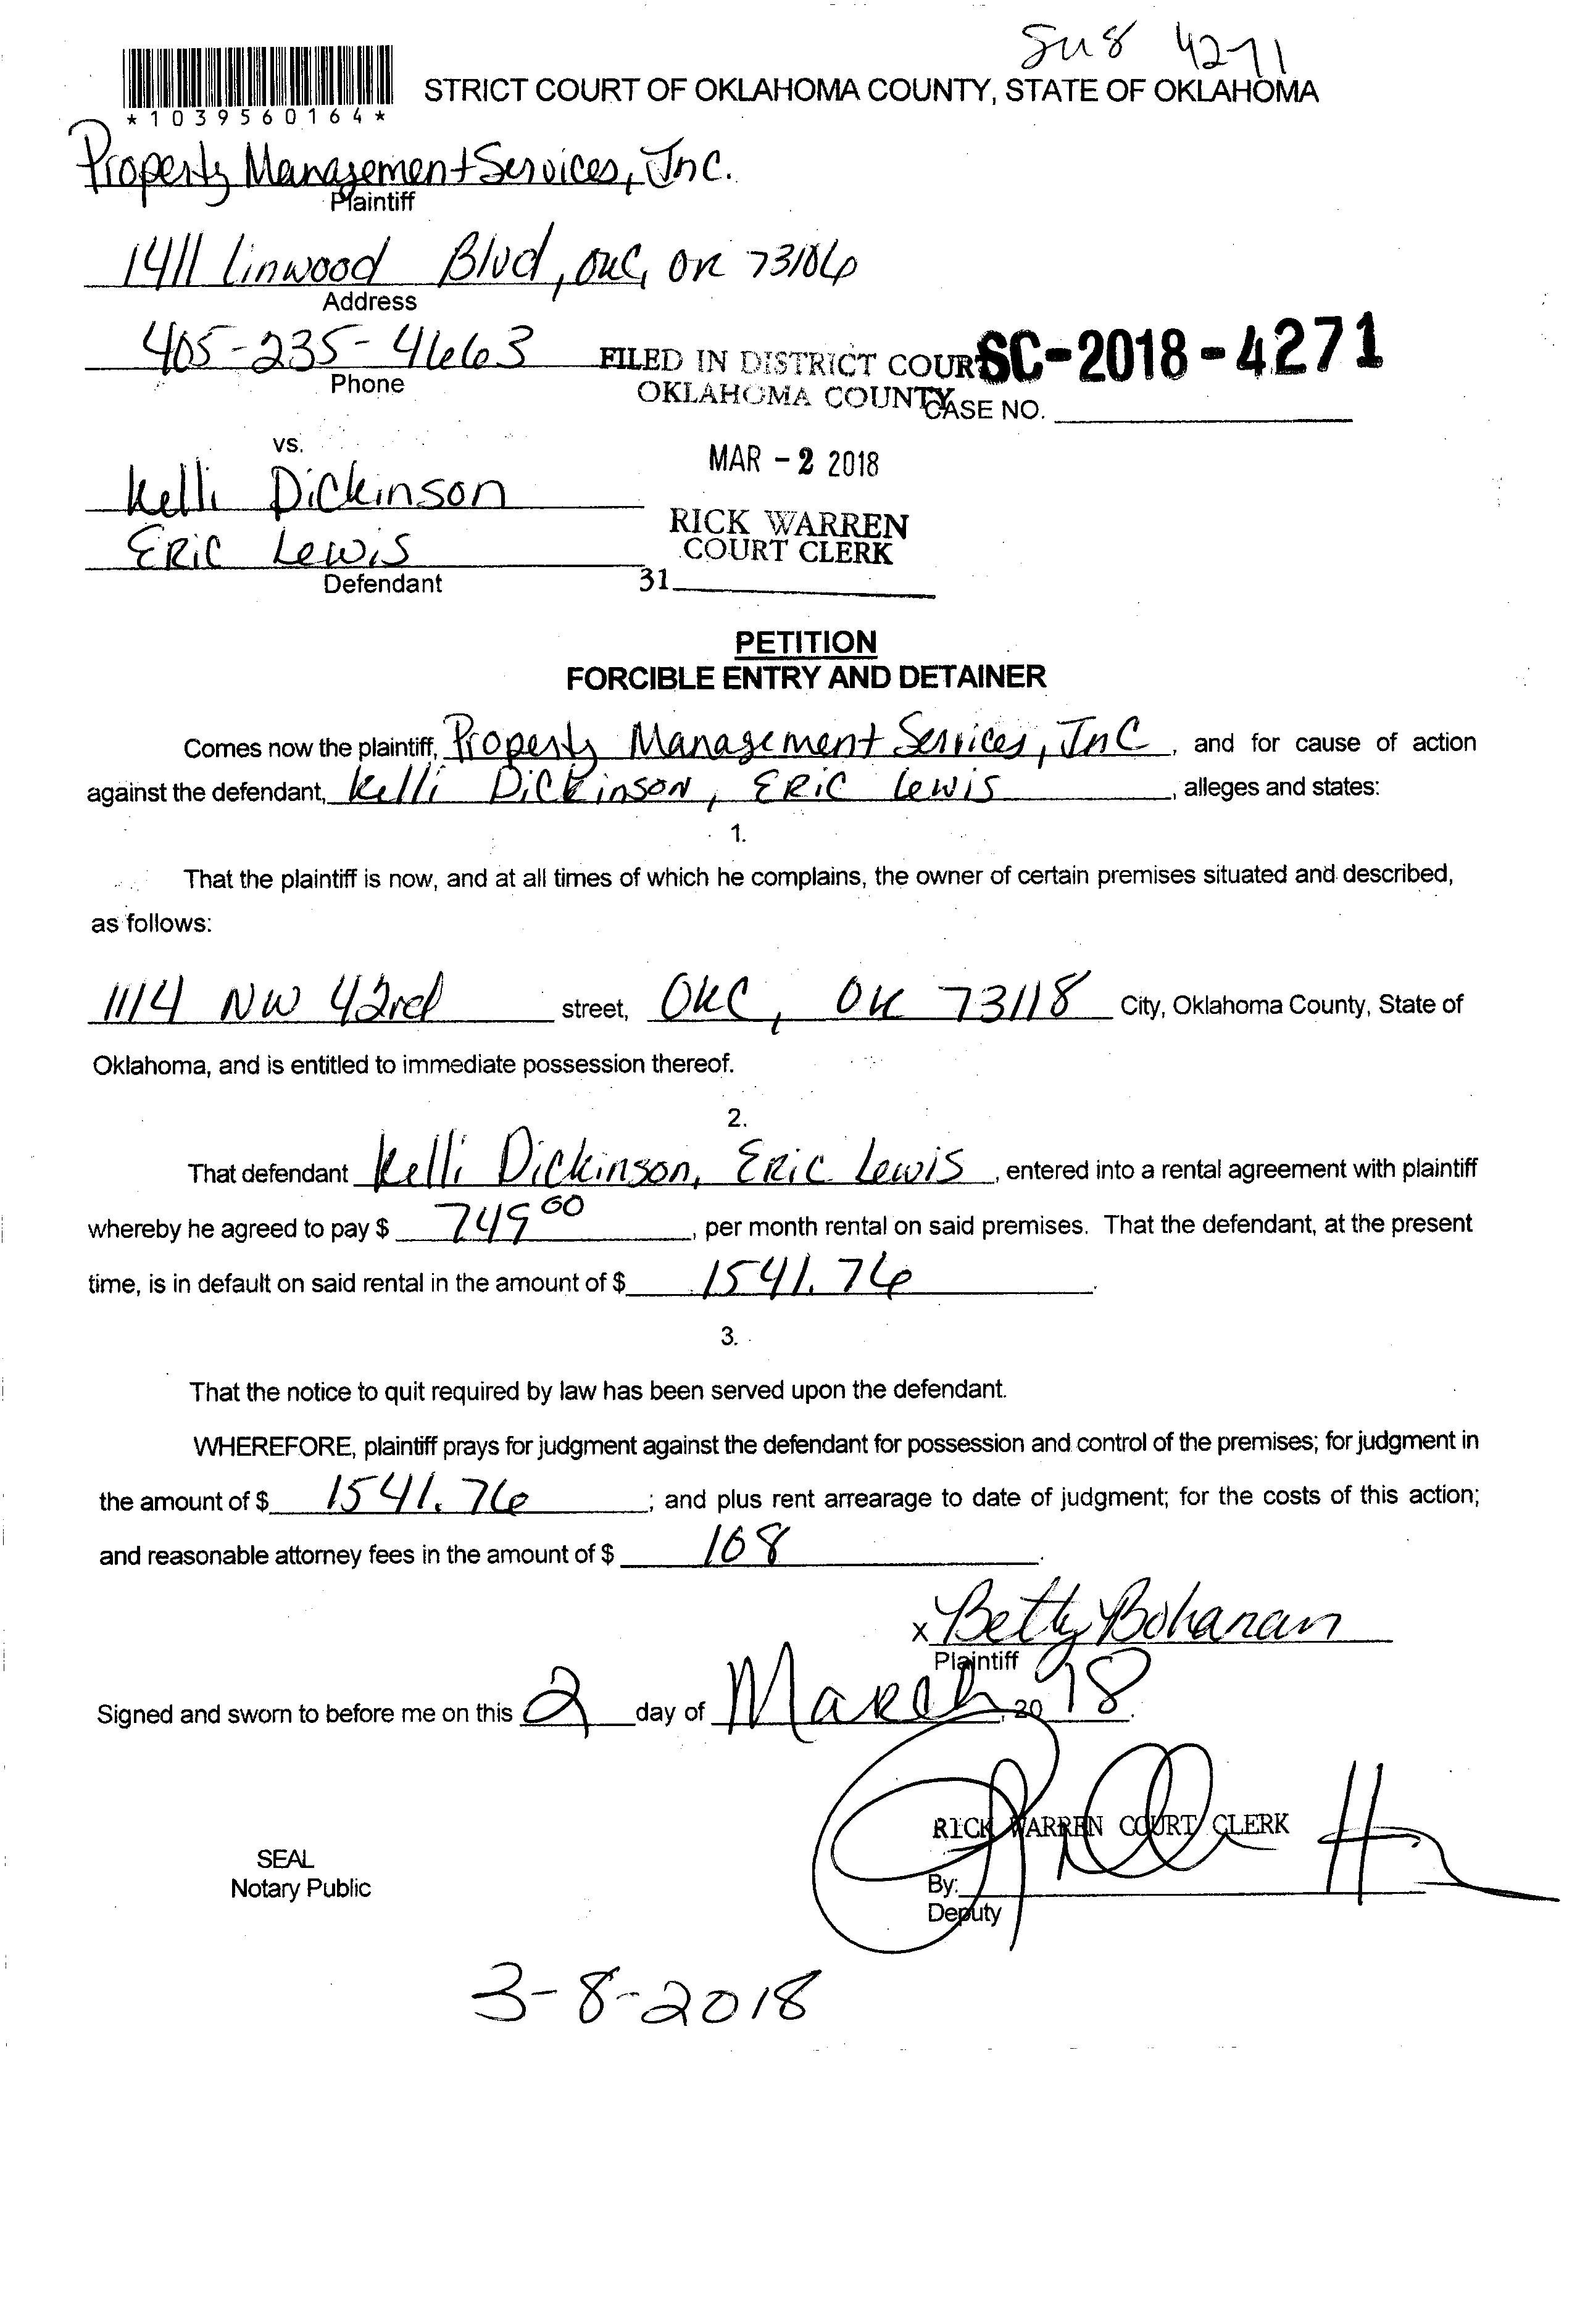 Su8 4271
STRICT COURT OF OKLAHOMA COUNTY, STATE OF OKLAHOMA
*1039560164*
Property Management Services, Inc.
Plaintiff
1411 Linwood Blvd, OKC, OK 73106
Address
405-235-4663
Phone
FILED IN DISTRICT COUR
OKLAHOMA COUNTY
SC-2018-4271
CASE NO.
vs.
MAR - 2 2018
Kelli Dickinson
RICK WARREN
COURT CLERK
Eric Lewis
Defendant
31
PETITION
FORCIBLE ENTRY AND DETAINER
Comes now the plaintiff, Property Management Services, Inc, and for cause of action
against the defendant, Kelli Dickinson, Eric Lewis, alleges and states:
1.
That the plaintiff is now, and at all times of which he complains, the owner of certain premises situated and described,
as follows:
1114 NW 42rd street, OKC, OK 73118 City, Oklahoma County, State of
Oklahoma, and is entitled to immediate possession thereof.
2.
That defendant Kelli Dickinson, Eric Lewis, entered into a rental agreement with plaintiff
whereby he agreed to pay $ 749 00, per month rental on said premises. That the defendant, at the present
time, is in default on said rental in the amount of $ 1541.76.
3.
That the notice to quit required by law has been served upon the defendant.
WHEREFORE, plaintiff prays for judgment against the defendant for possession and control of the premises; for judgment in
the amount of $ 1541.76; and plus rent arrearage to date of judgment; for the costs of this action;
and reasonable attorney fees in the amount of $ 108.
x Betty Bohanan
Plaintiff
Signed and sworn to before me on this 2 day of March, 20 18.
RICK WARREN COURT CLERK
SEAL
Notary Public
By:
Deputy
3-8-2018